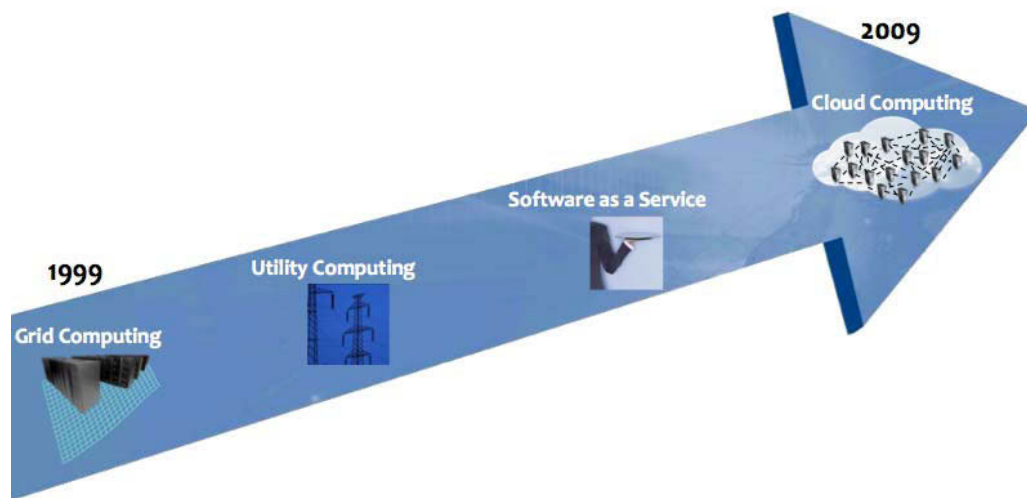 1999
Grid Computing
Utility Computing
Software as a Service
2009
Cloud Computing